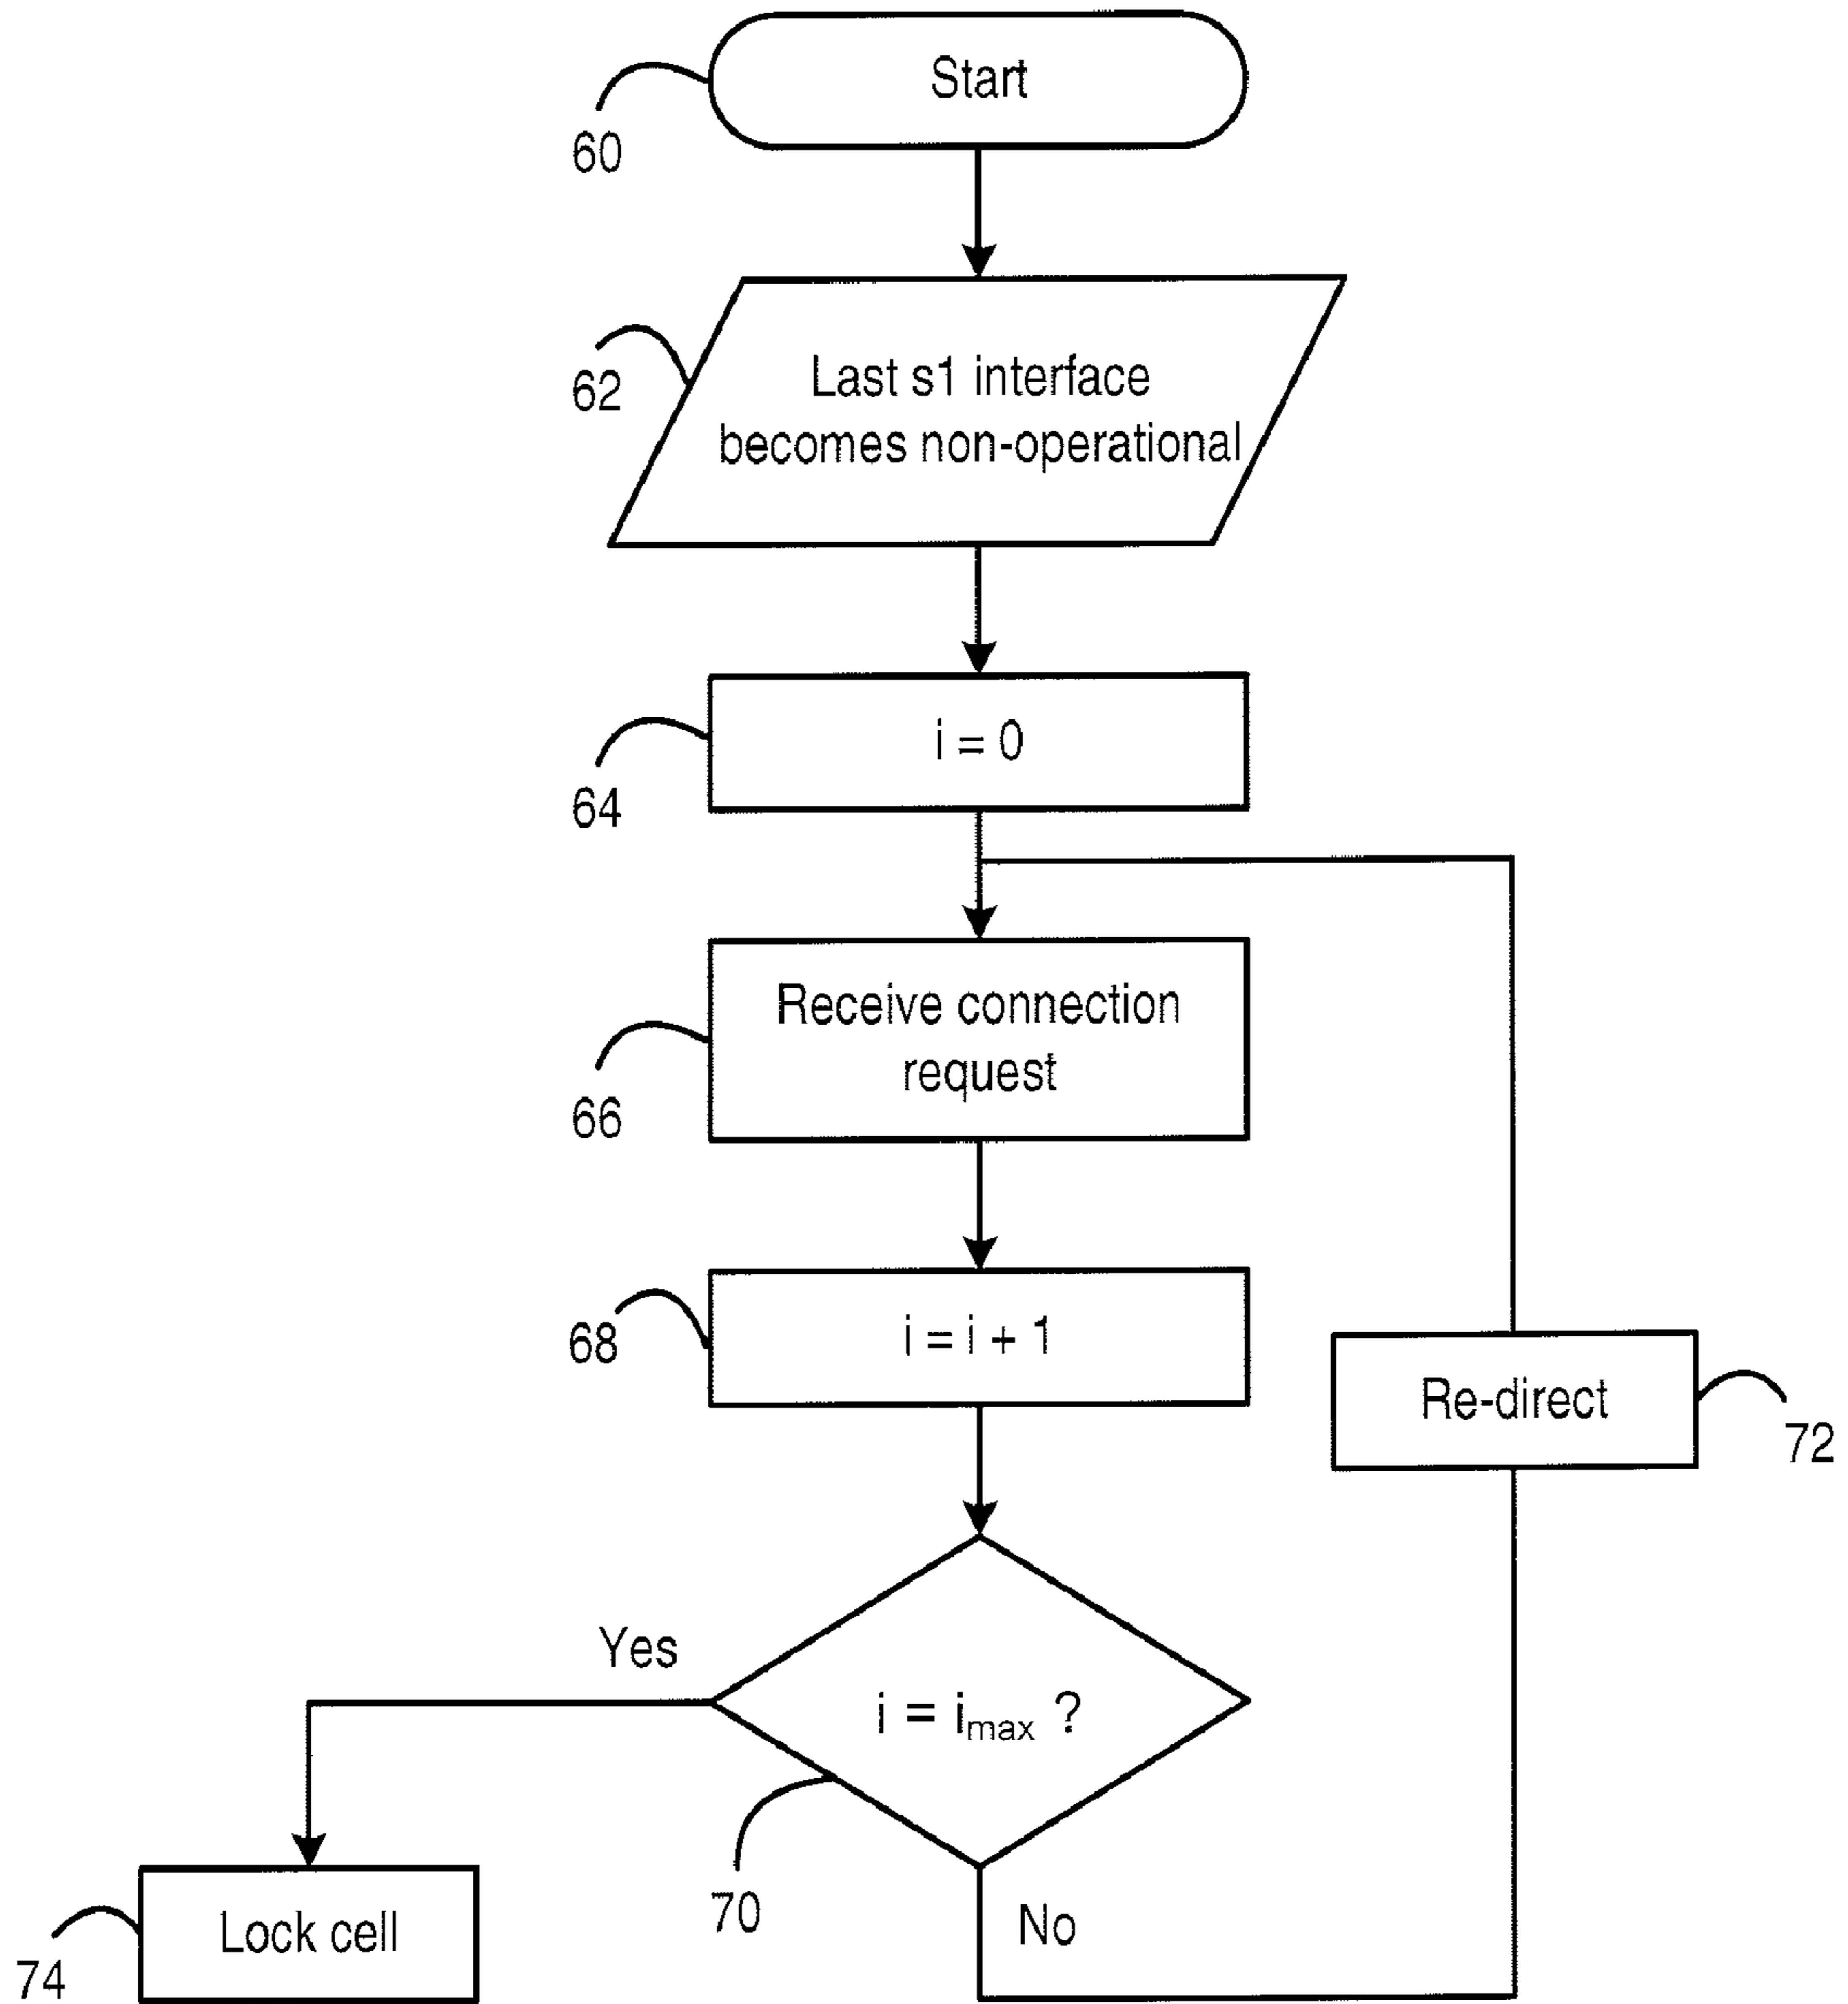 Start
60
Last s1 interface
becomes non-operational
62
i = 0
64
Receive connection
request
66
i = i + 1
68
Re-direct
72
Yes
i = imax ?
70
No
Lock cell
74